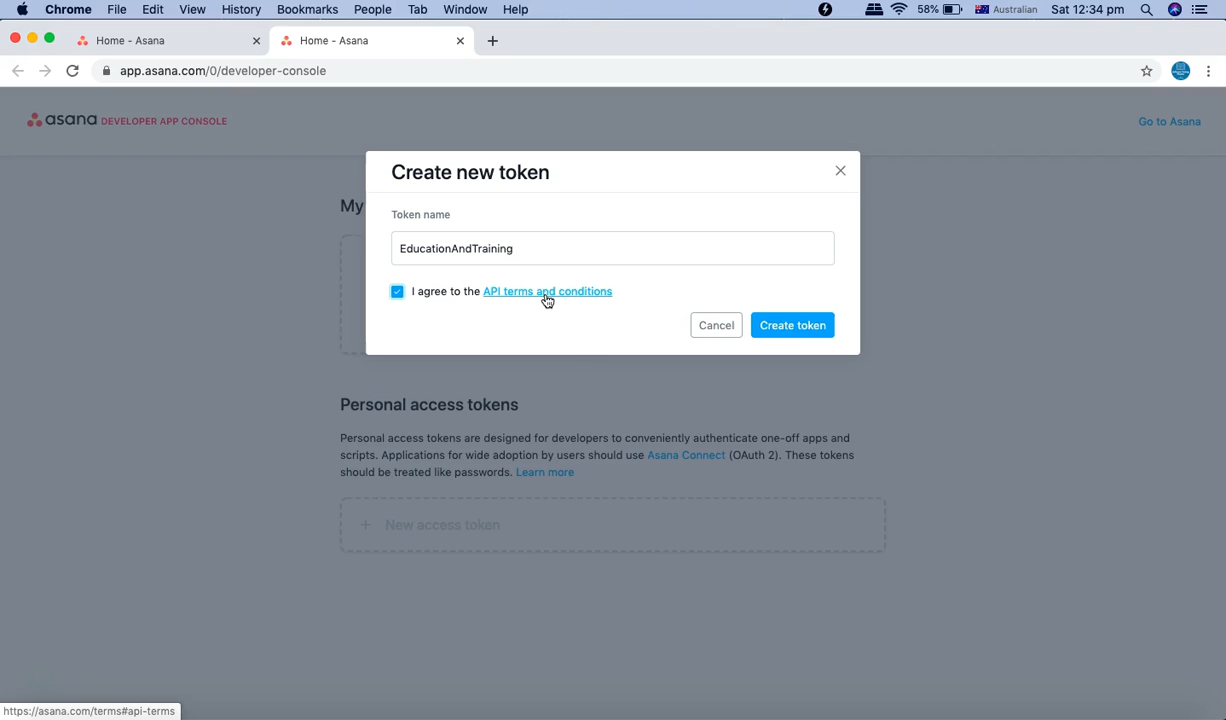 Chrome File Edit View History Bookmarks People Tab Window Help 58% Australian Sat 12:34 pm
Home - Asana Home - Asana
app.asana.com/0/developer-console
asana DEVELOPER APP CONSOLE Go to Asana
Create new token
My
Token name
EducationAndTraining
I agree to the API terms and conditions
Cancel Create token
Personal access tokens
Personal access tokens are designed for developers to conveniently authenticate one-off apps and
scripts. Applications for wide adoption by users should use Asana Connect (OAuth 2). These tokens
should be treated like passwords. Learn more
+ New access token
https://asana.com/terms#api-terms